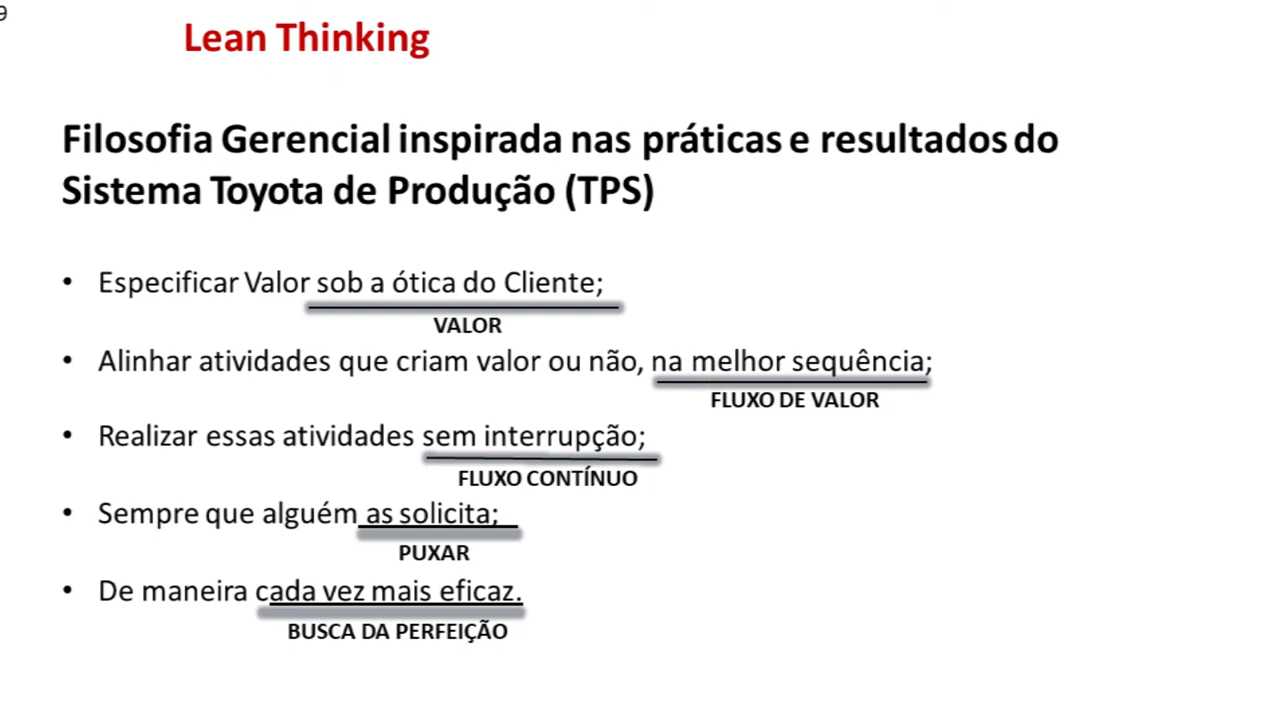 9
Lean Thinking
Filosofia Gerencial inspirada nas práticas e resultados do
Sistema Toyota de Produção (TPS)
• Especificar Valor sob a ótica do Cliente;
VALOR
• Alinhar atividades que criam valor ou não, na melhor sequência;
FLUXO DE VALOR
• Realizar essas atividades sem interrupção;
FLUXO CONTÍNUO
• Sempre que alguém as solicita;
PUXAR
• De maneira cada vez mais eficaz.
BUSCA DA PERFEIÇÃO